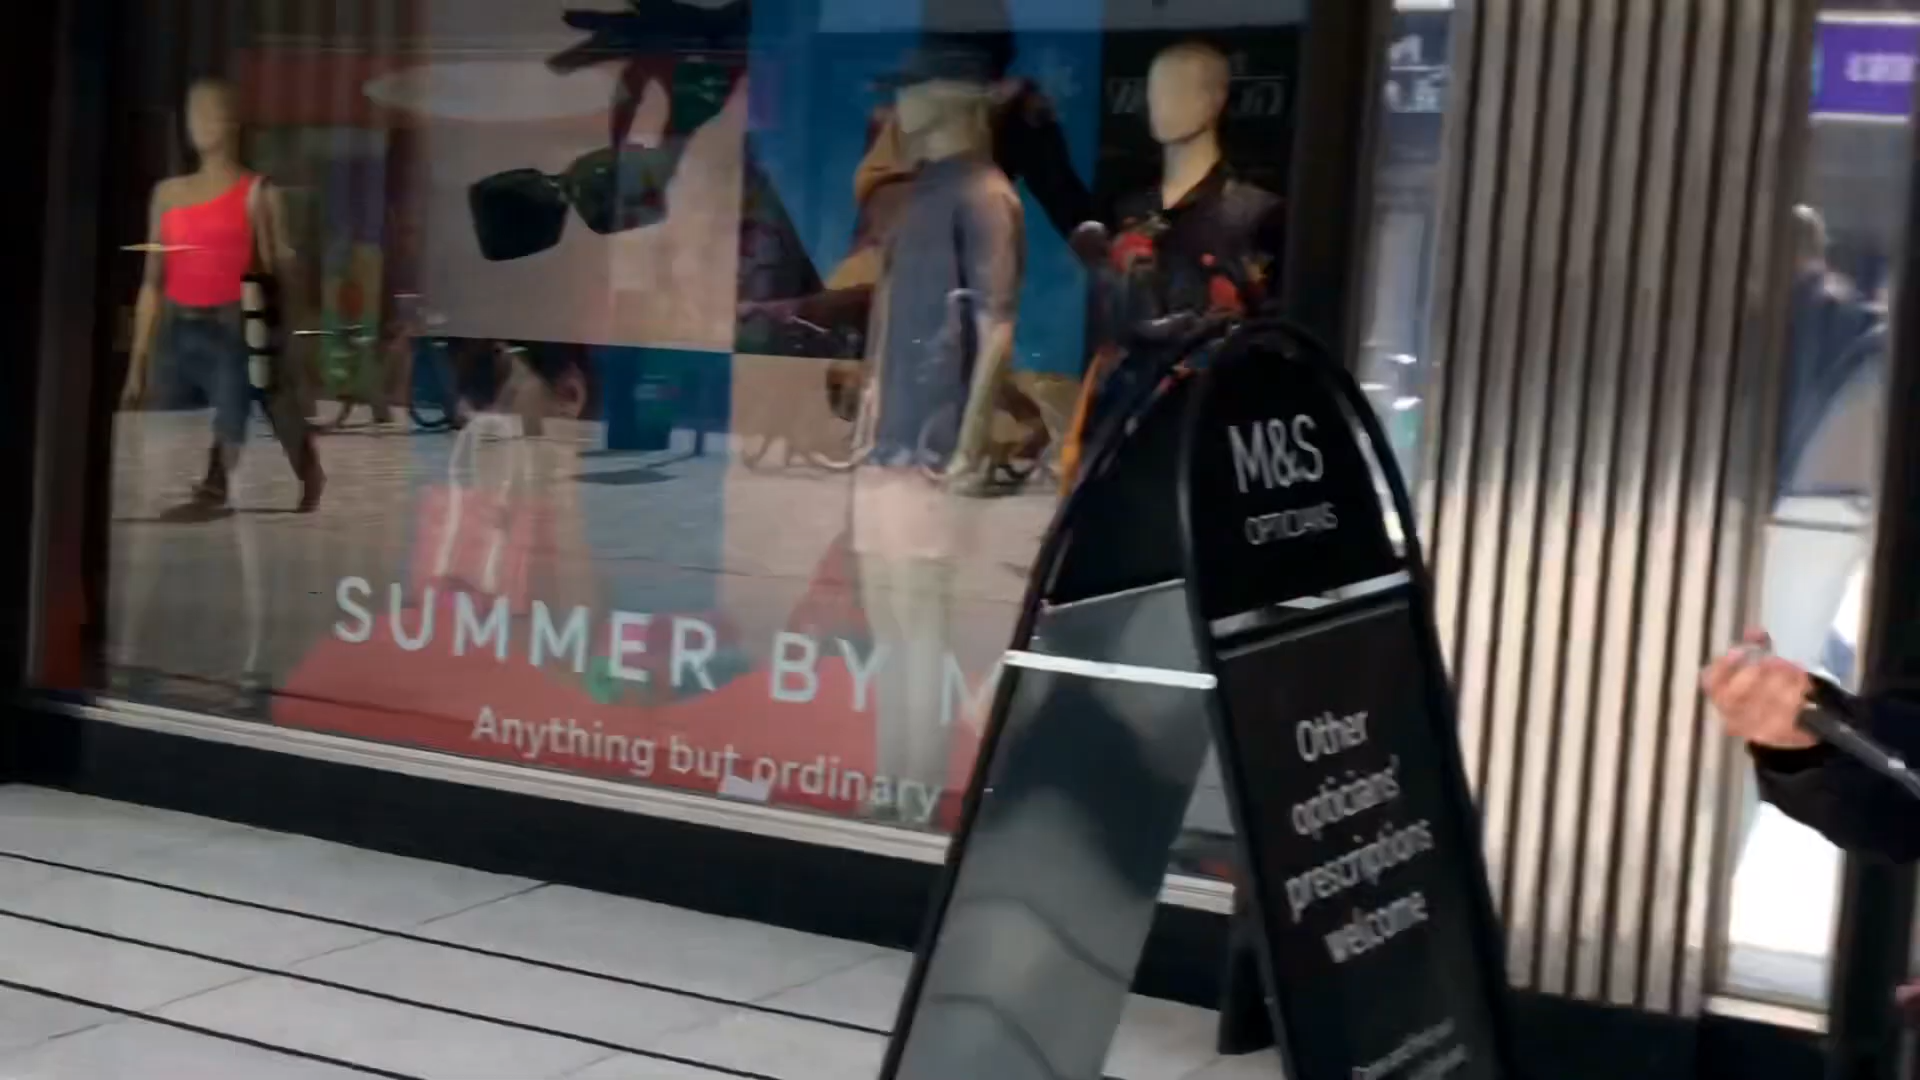 SUMMER BY M
Anything but ordinary
M&S
OPTICIANS
Other
opticians'
prescriptions
welcome